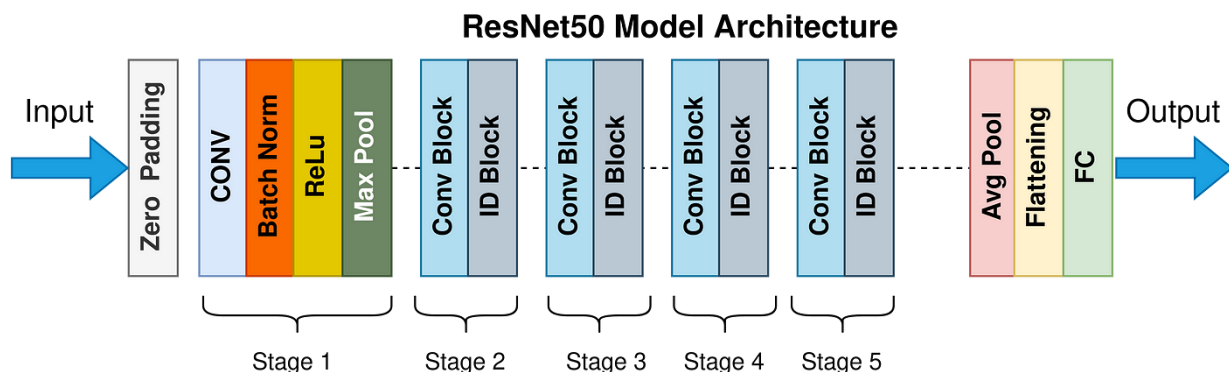 ResNet50 Model Architecture
Input
Zero Padding
CONV
Batch Norm
ReLu
Max Pool
Conv Block
ID Block
Conv Block
ID Block
Conv Block
ID Block
Conv Block
ID Block
Avg Pool
Flattening
FC
Output
Stage 1
Stage 2
Stage 3
Stage 4
Stage 5